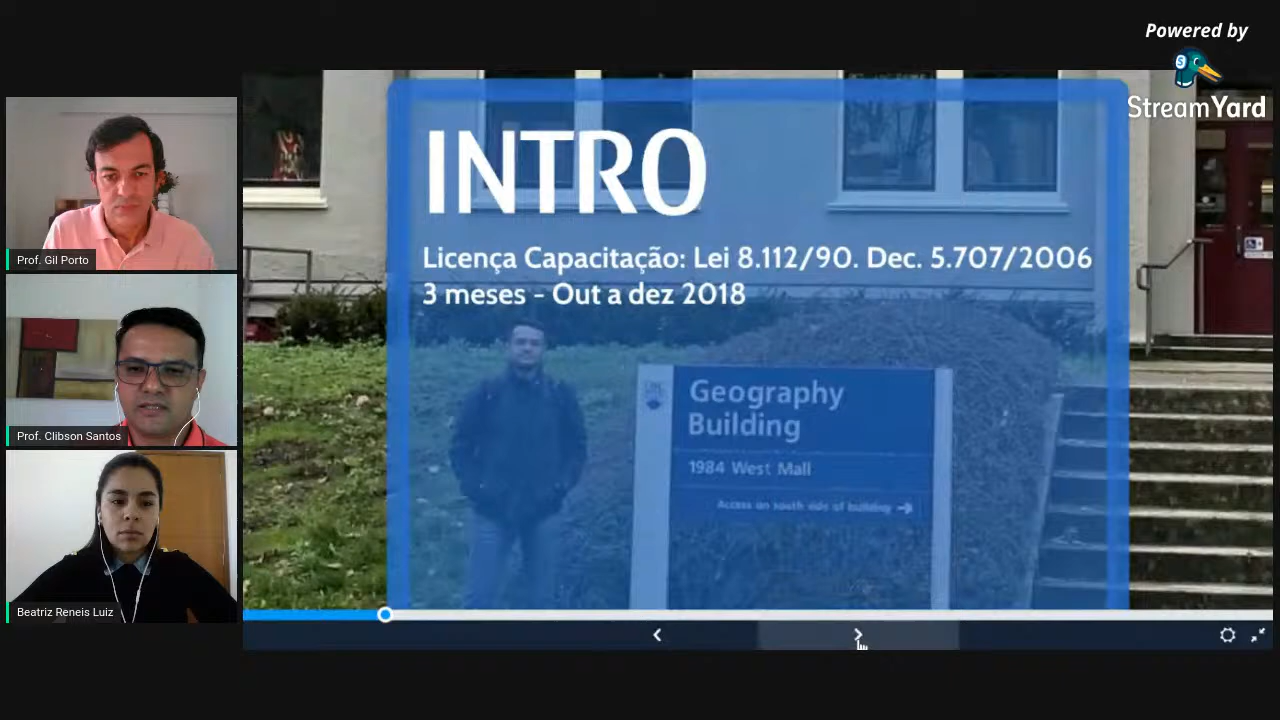 Powered by
StreamYard
Prof. Gil Porto
Prof. Clibson Santos
Beatriz Reneis Luiz
INTRO
Licença Capacitação: Lei 8.112/90. Dec. 5.707/2006
3 meses - Out a dez 2018
Geography
Building
1984 West Mall
Access on south side of building